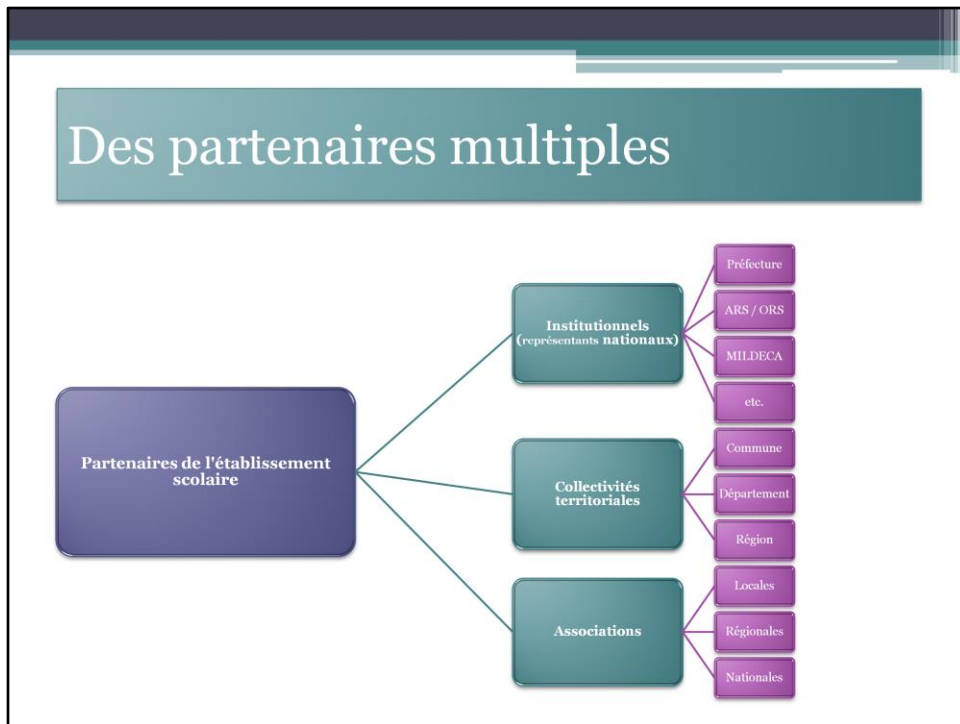 Des partenaires multiples
Partenaires de l'établissement
scolaire
Institutionnels
(représentants nationaux)
Préfecture
ARS / ORS
MILDECA
etc.
Collectivités
territoriales
Commune
Département
Région
Associations
Locales
Régionales
Nationales